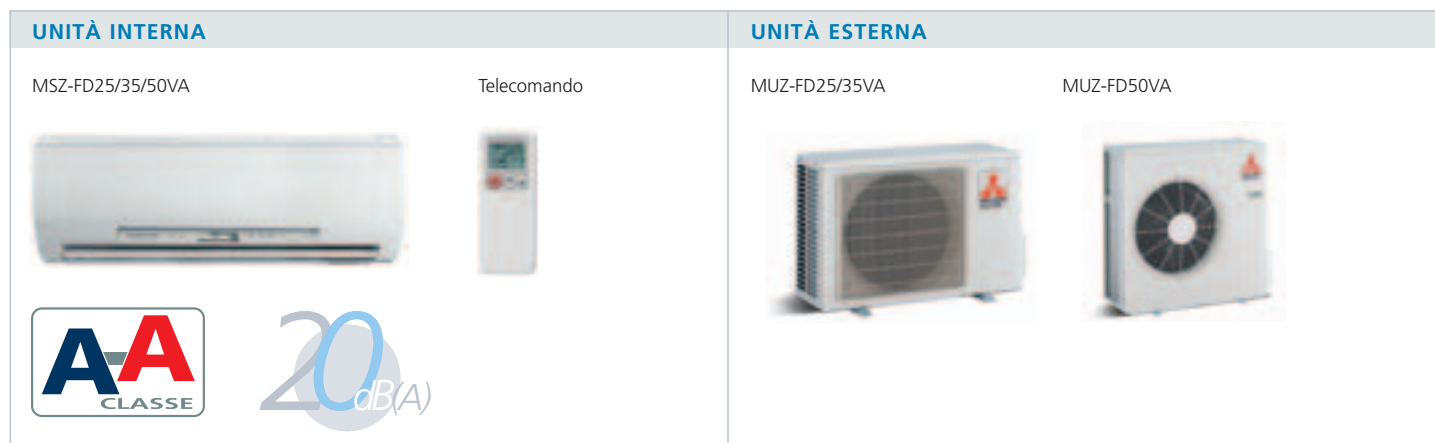 UNITÀ INTERNA
MSZ-FD25/35/50VA
Telecomando
A-A
CLASSE
20
dB(A)
UNITÀ ESTERNA
MUZ-FD25/35VA
MUZ-FD50VA